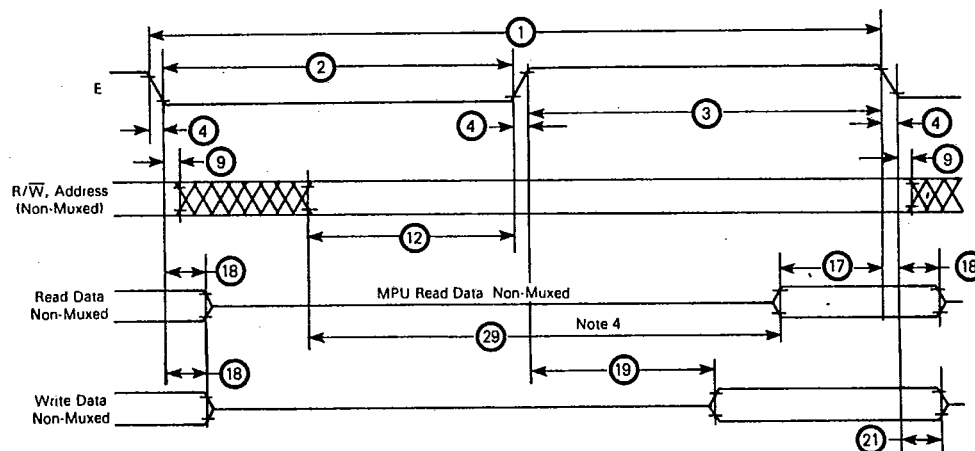 1
2
E
3
4
4
4
9
9
R/W̅, Address
(Non-Muxed)
12
18
17
18
Read Data
Non-Muxed
MPU Read Data Non-Muxed
Note 4
29
18
19
Write Data
Non-Muxed
21